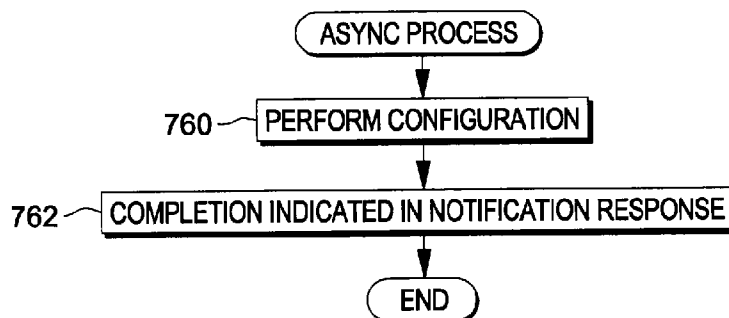 ASYNC PROCESS
760 PERFORM CONFIGURATION
762 COMPLETION INDICATED IN NOTIFICATION RESPONSE
END